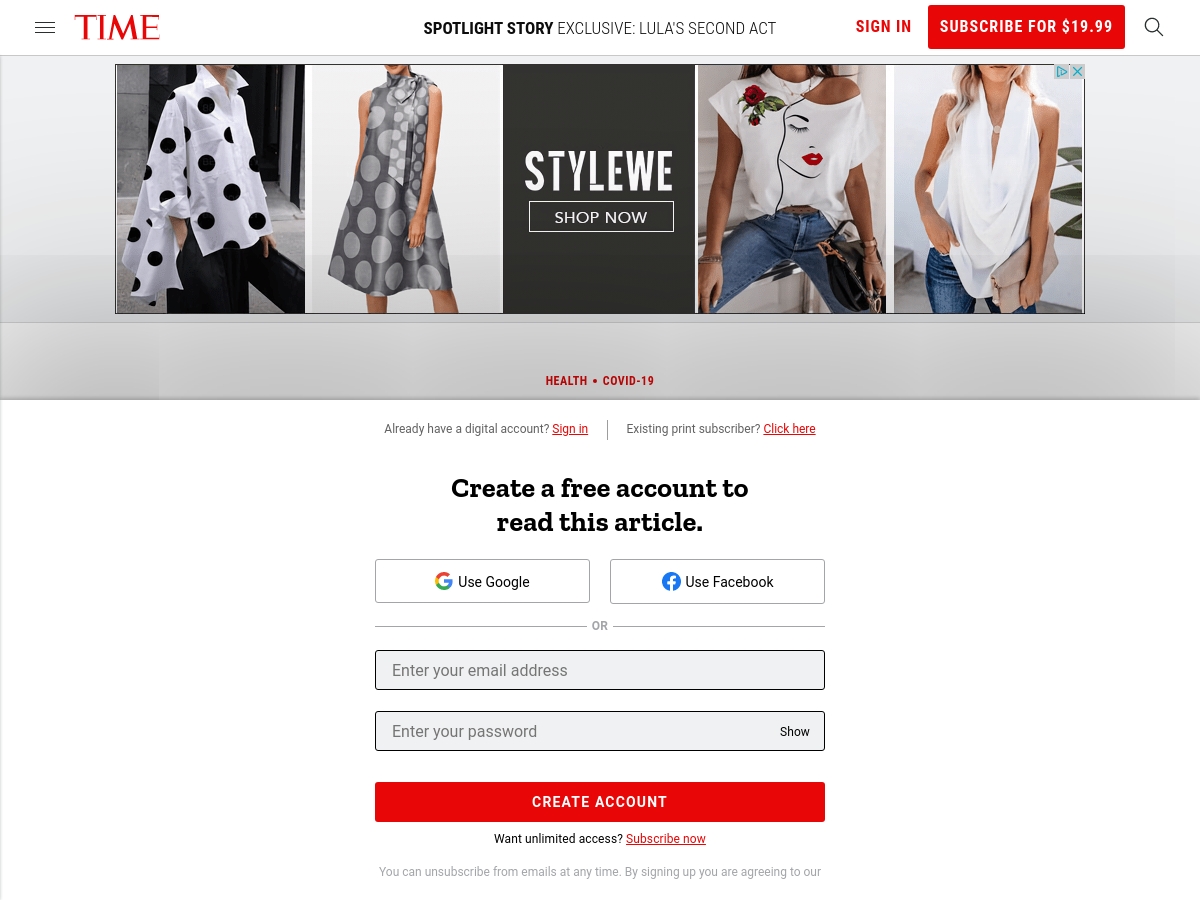 TIME
SPOTLIGHT STORY EXCLUSIVE: LULA'S SECOND ACT
SIGN IN
SUBSCRIBE FOR $19.99
STYLEWE
SHOP NOW
HEALTH • COVID-19
Already have a digital account? Sign in
Existing print subscriber? Click here
Create a free account to
read this article.
Use Google
Use Facebook
OR
Enter your email address
Enter your password
Show
CREATE ACCOUNT
Want unlimited access? Subscribe now
You can unsubscribe from emails at any time. By signing up you are agreeing to our